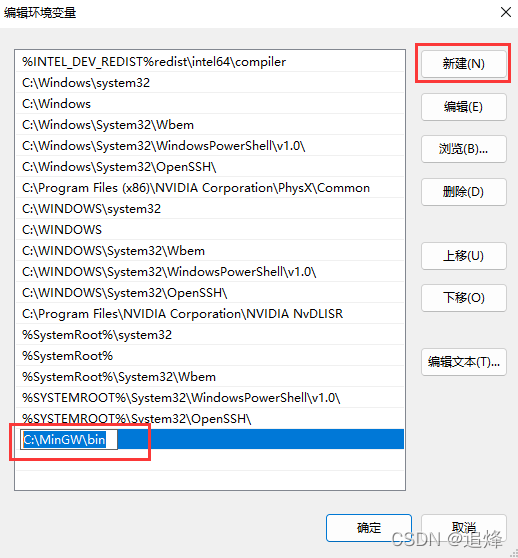 编辑环境变量
%INTEL_DEV_REDIST%redist\intel64\compiler
C:\Windows\system32
C:\Windows
C:\Windows\System32\Wbem
C:\Windows\System32\WindowsPowerShell\v1.0\
C:\Windows\System32\OpenSSH\
C:\Program Files (x86)\NVIDIA Corporation\PhysX\Common
C:\WINDOWS\system32
C:\WINDOWS
C:\WINDOWS\System32\Wbem
C:\WINDOWS\System32\WindowsPowerShell\v1.0\
C:\WINDOWS\System32\OpenSSH\
C:\Program Files\NVIDIA Corporation\NVIDIA NvDLISR
%SystemRoot%\system32
%SystemRoot%
%SystemRoot%\System32\Wbem
%SYSTEMROOT%\System32\WindowsPowerShell\v1.0\
%SYSTEMROOT%\System32\OpenSSH\
C:\MinGW\bin
新建(N)
编辑(E)
浏览(B)...
删除(D)
上移(U)
下移(O)
编辑文本(T)...
确定
取消
CSDN @追烽